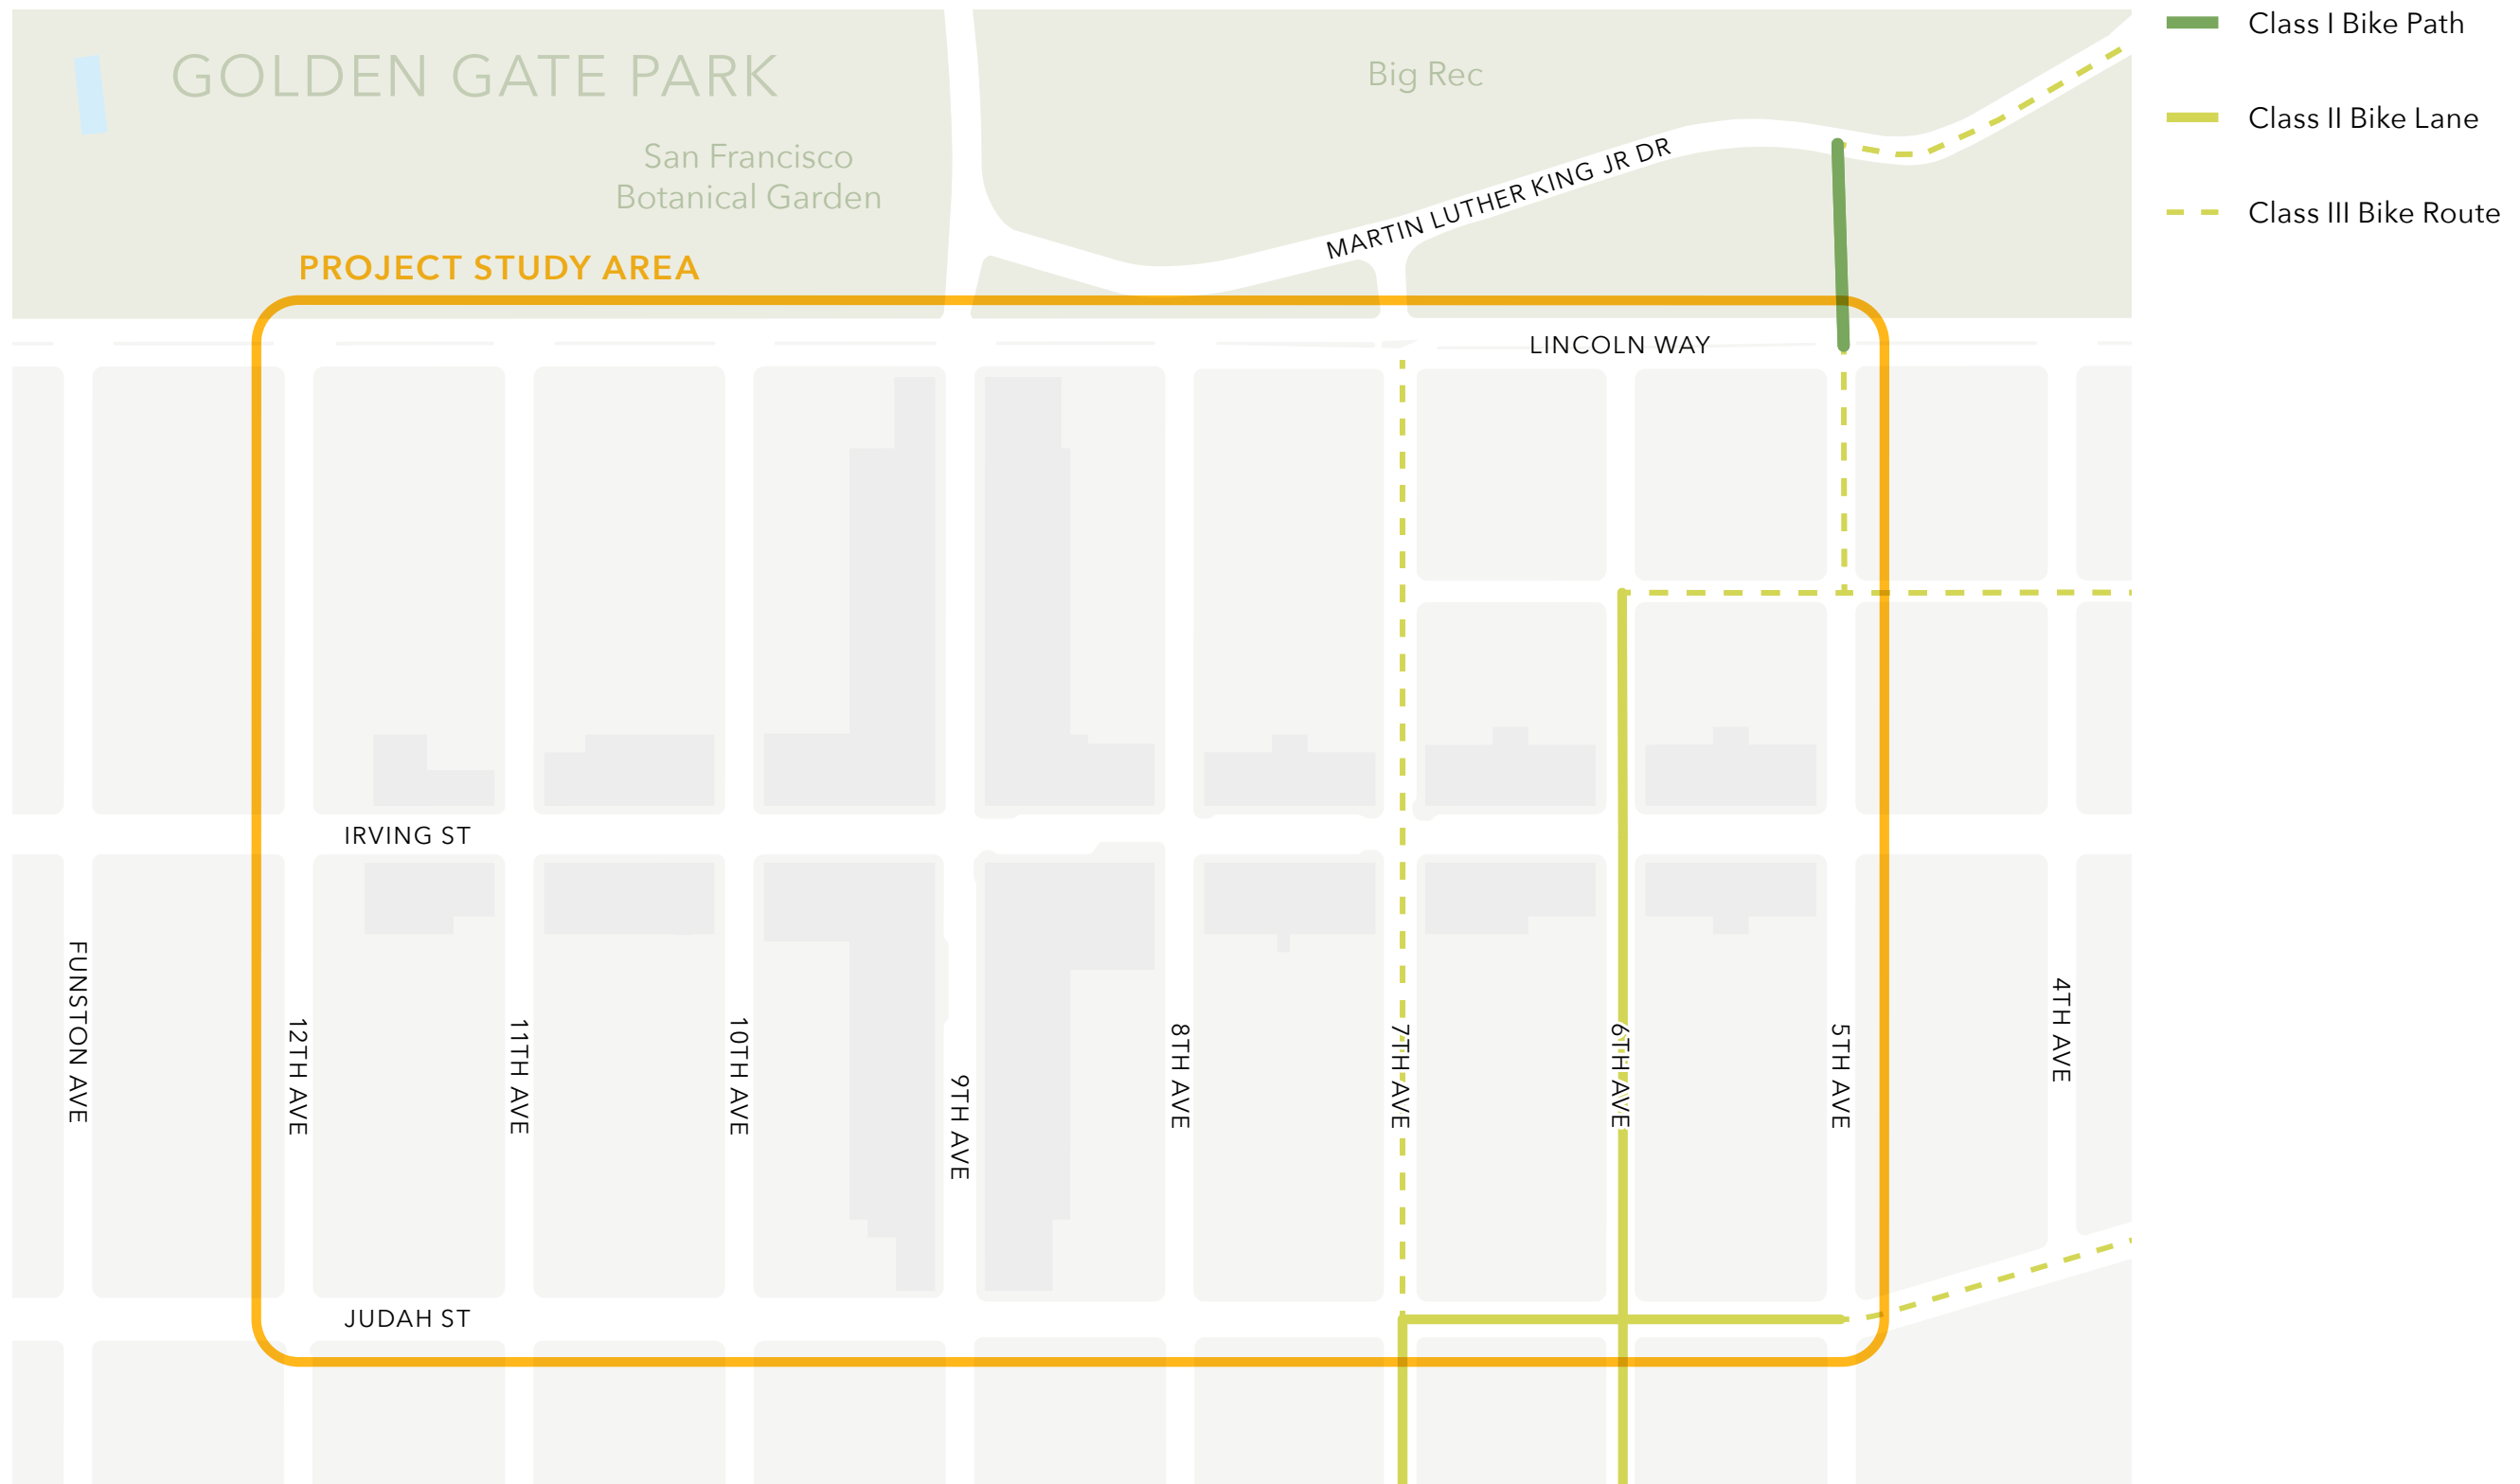 GOLDEN GATE PARK
San Francisco
Botanical Garden
Big Rec
MARTIN LUTHER KING JR DR
PROJECT STUDY AREA
LINCOLN WAY
IRVING ST
JUDAH ST
FUNSTON AVE
12TH AVE
11TH AVE
10TH AVE
9TH AVE
8TH AVE
7TH AVE
6TH AVE
5TH AVE
4TH AVE
Class I Bike Path
Class II Bike Lane
Class III Bike Route